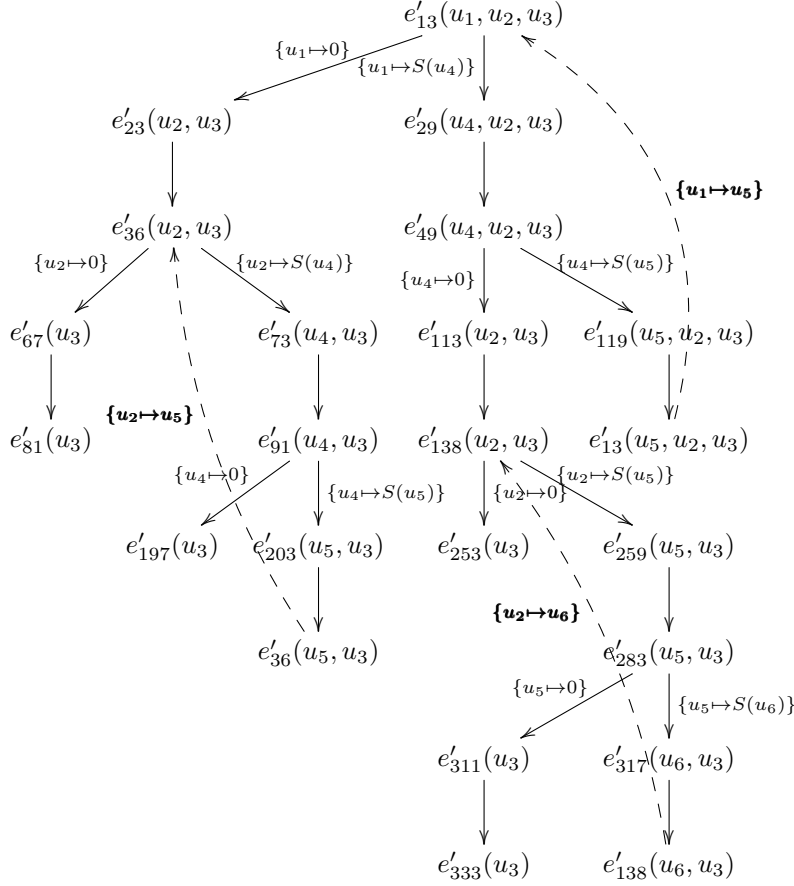 e′₁₃(u₁, u₂, u₃)
{u₁↦0}
{u₁↦S(u₄)}
e′₂₃(u₂, u₃) e′₂₉(u₄, u₂, u₃)
{u₁↦u₅}
e′₃₆(u₂, u₃) e′₄₉(u₄, u₂, u₃)
{u₂↦0} {u₂↦S(u₄)} {u₄↦0} {u₄↦S(u₅)}
e′₆₇(u₃) e′₇₃(u₄, u₃) e′₁₁₃(u₂, u₃) e′₁₁₉(u₅, u₂, u₃)
{u₂↦u₅}
e′₈₁(u₃) e′₉₁(u₄, u₃) e′₁₃₈(u₂, u₃) e′₁₃(u₅, u₂, u₃)
{u₄↦0} {u₄↦S(u₅)} {u₂↦0} {u₂↦S(u₅)}
e′₁₉₇(u₃) e′₂₀₃(u₅, u₃) e′₂₅₃(u₃) e′₂₅₉(u₅, u₃)
{u₂↦u₆}
e′₃₆(u₅, u₃) e′₂₈₃(u₅, u₃)
{u₅↦0} {u₅↦S(u₆)}
e′₃₁₁(u₃) e′₃₁₇(u₆, u₃)
e′₃₃₃(u₃) e′₁₃₈(u₆, u₃)